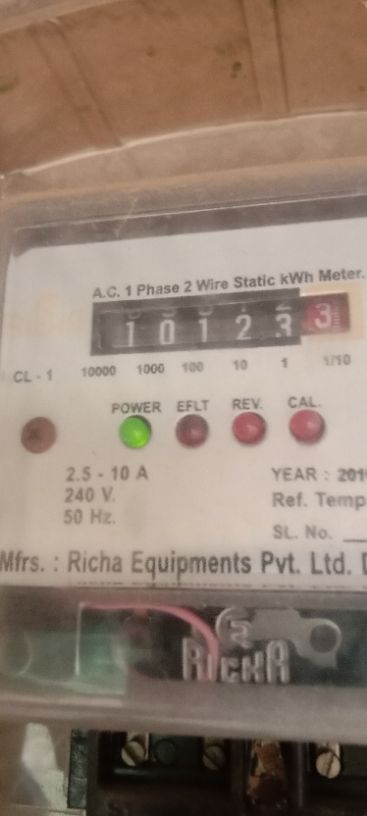 A.C. 1 Phase 2 Wire Static kWh Meter.
1 0 1 2 3 3
CL - 1 10000 1000 100 10 1 1/10
POWER EFLT REV. CAL.
2.5 - 10 A
240 V.
50 Hz.
YEAR :
Ref. Temp
SL. No.
Mfrs. : Richa Equipments Pvt. Ltd.
RICHA